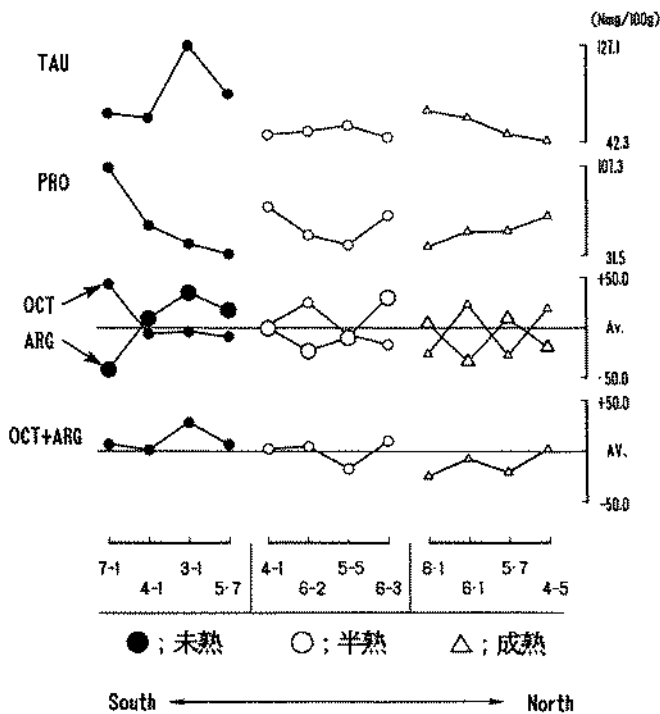 (Nmg/100g)
TAU
127.1
42.3
PRO
107.3
31.5
OCT
ARG
+50.0
Av.
-50.0
OCT+ARG
+50.0
AV.
-50.0
7-1 4-1 3-1 5-7 4-1 6-2 5-5 6-3 6-1 6-1 5-7 4-5
●；未熟 ○；半熟 △；成熟
South North